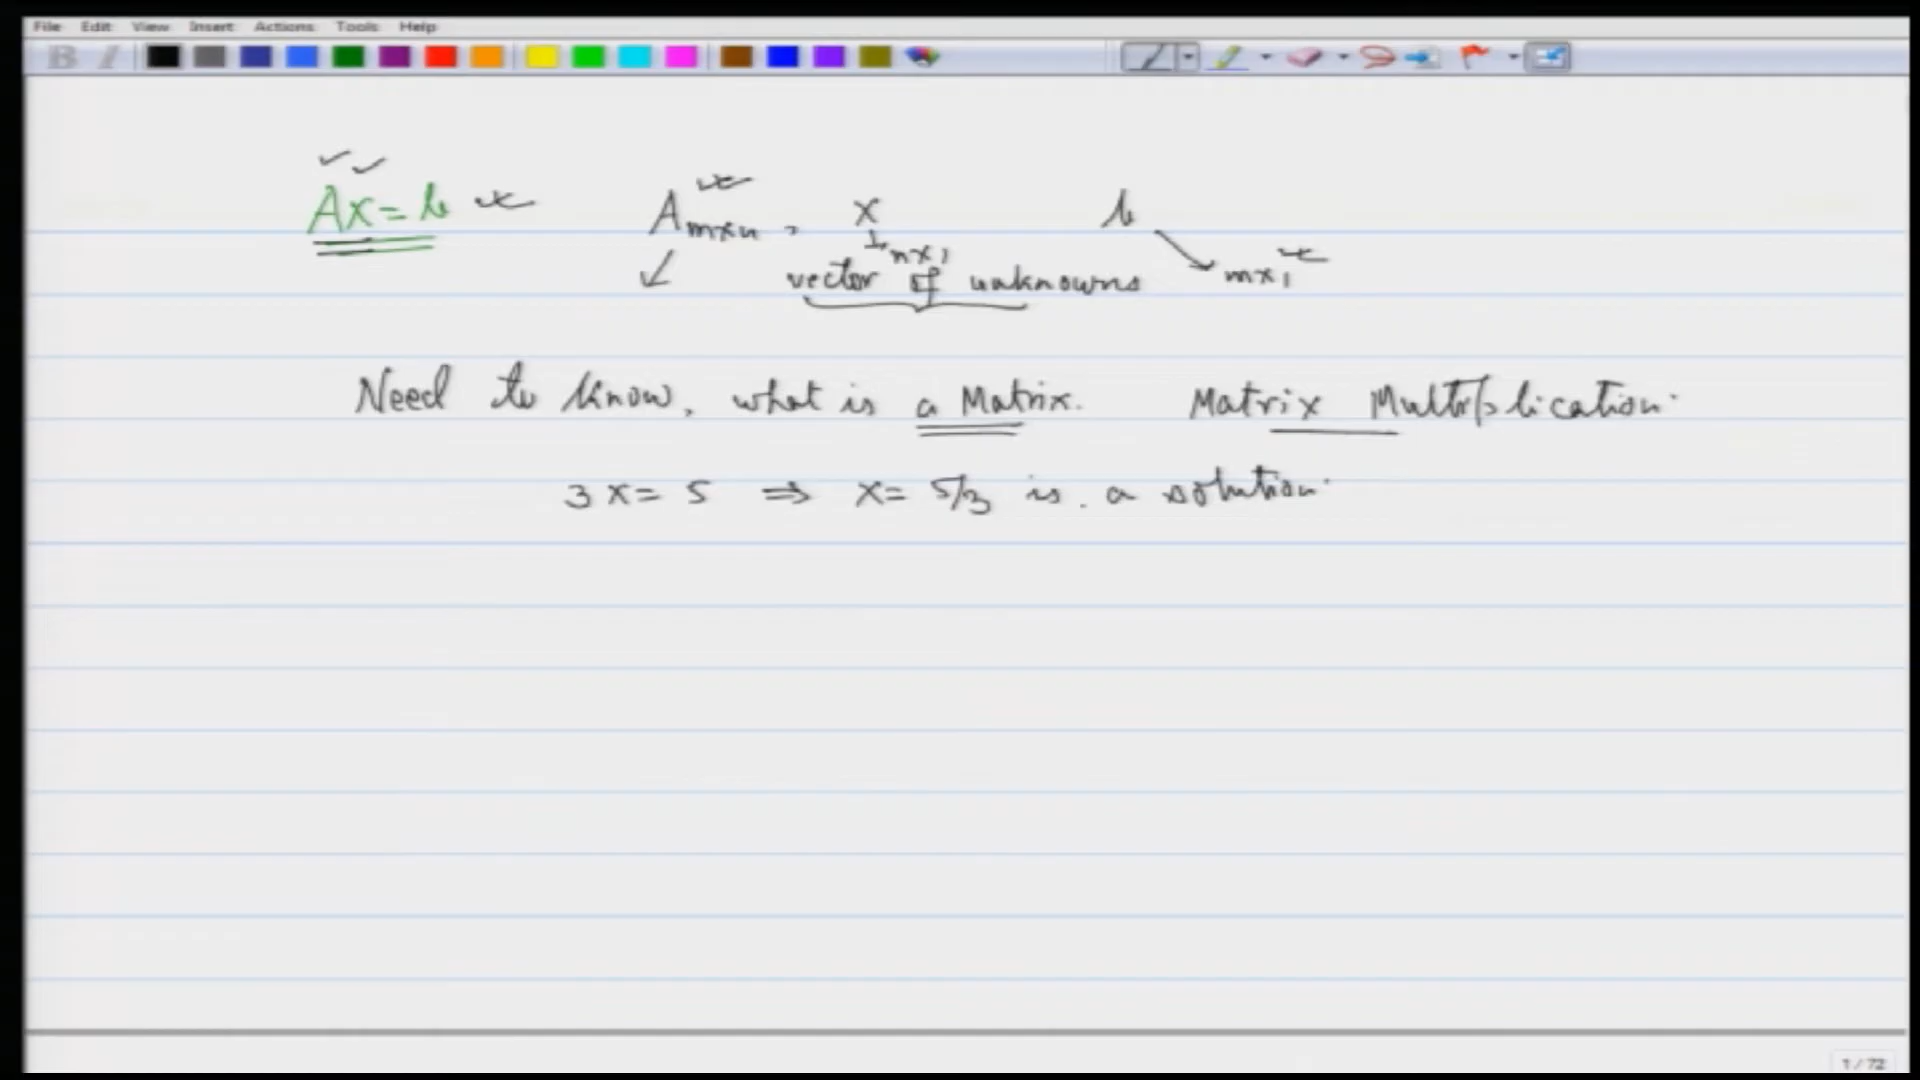 File Edit View Insert Actions Tools Help
B I
Ax = b A m×n , x b
n×1 m×1
vector of unknowns
Need to know, what is a Matrix. Matrix Multiplication.
3x = 5 ⇒ x = 5/3 is a solution.
1 / 72